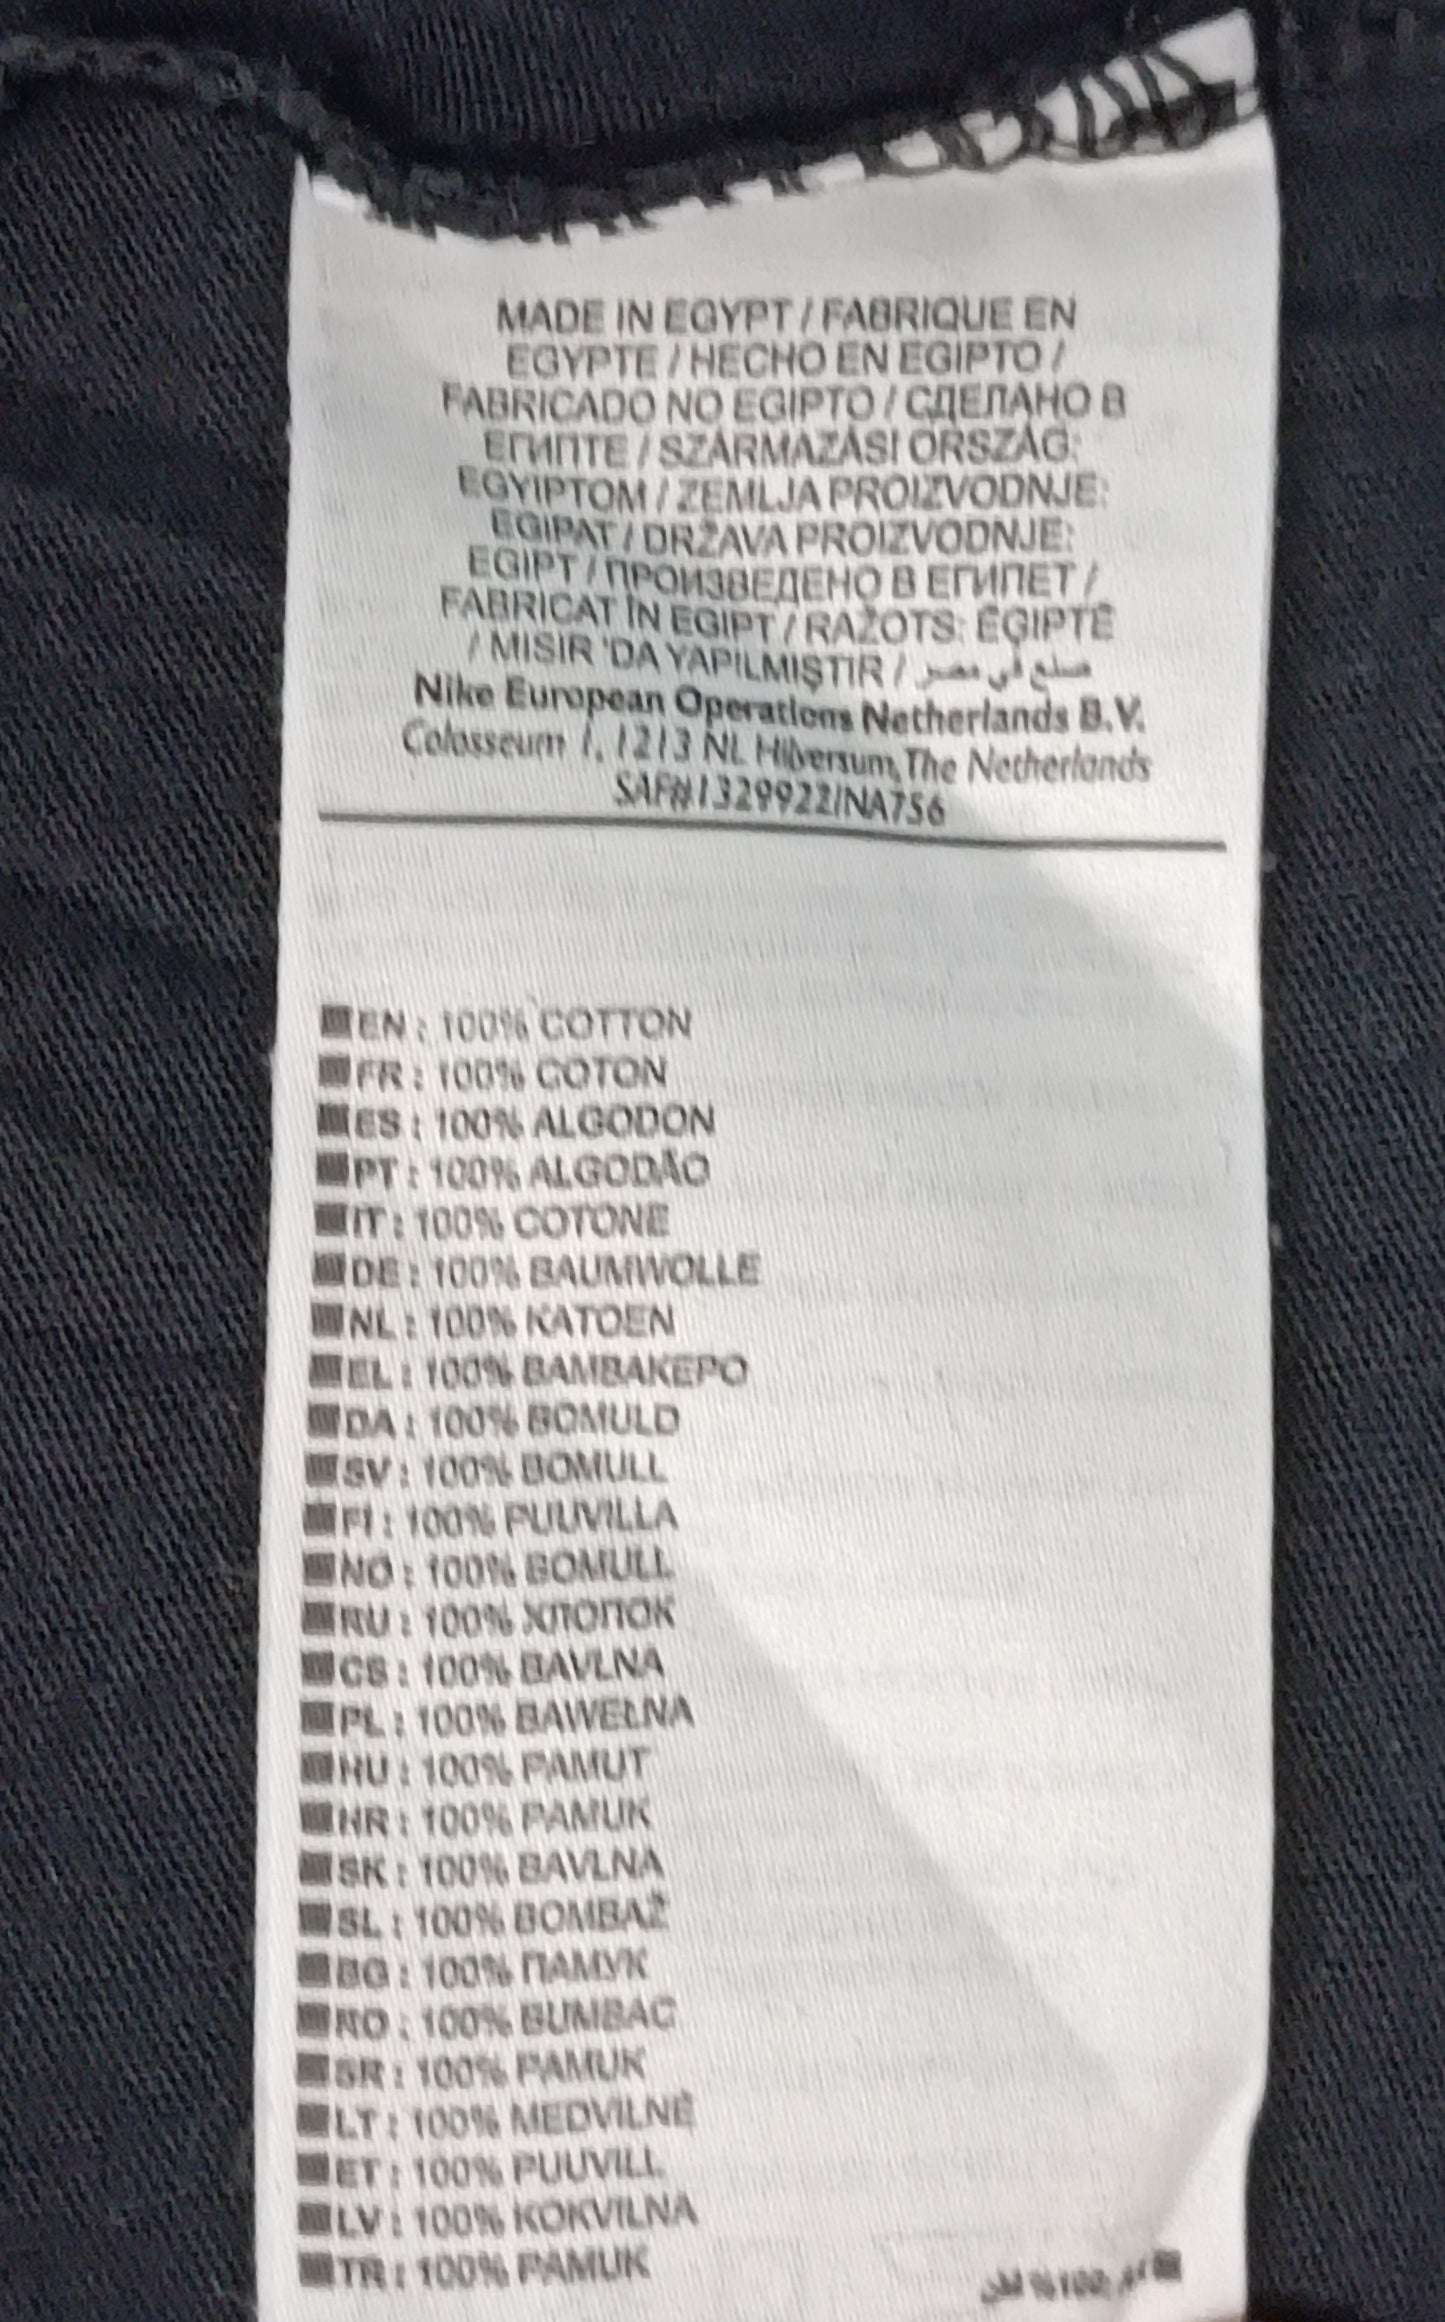 MADE IN EGYPT / FABRIQUE EN
EGYPTE / HECHO EN EGIPTO /
FABRICADO NO EGIPTO / СДЕЛАНО В
ЕГИПТЕ / SZÁRMAZÁSI ORSZÁG:
EGYIPTOM / ZEMLJA PROIZVODNJE:
EGIPAT / DRŽAVA PROIZVODNJE:
EGIPT / ПРОИЗВЕДЕНО В ЕГИПЕТ /
FABRICAT ÎN EGIPT / RAŽOTS: ĒĢIPTĒ
/ MISIR 'DA YAPILMIŞTIR / صنع في مصر
Nike European Operations Netherlands B.V.
Colosseum 1, 1213 NL Hilversum, The Netherlands
SAF#1329922/NA756
EN : 100% COTTON
FR : 100% COTON
ES : 100% ALGODON
PT : 100% ALGODÃO
IT : 100% COTONE
DE : 100% BAUMWOLLE
NL : 100% KATOEN
EL : 100% ΒΑΜΒΑΚΕΡΟ
DA : 100% BOMULD
SV : 100% BOMULL
FI : 100% PUUVILLA
NO : 100% BOMULL
RU : 100% ХЛОПОК
CS : 100% BAVLNA
PL : 100% BAWEŁNA
HU : 100% PAMUT
HR : 100% PAMUK
SK : 100% BAVLNA
SL : 100% BOMBAŽ
BG : 100% ПАМУК
RO : 100% BUMBAC
SR : 100% PAMUK
LT : 100% MEDVILNĖ
ET : 100% PUUVILL
LV : 100% KOKVILNA
TR : 100% PAMUK
AR : 100% قطن